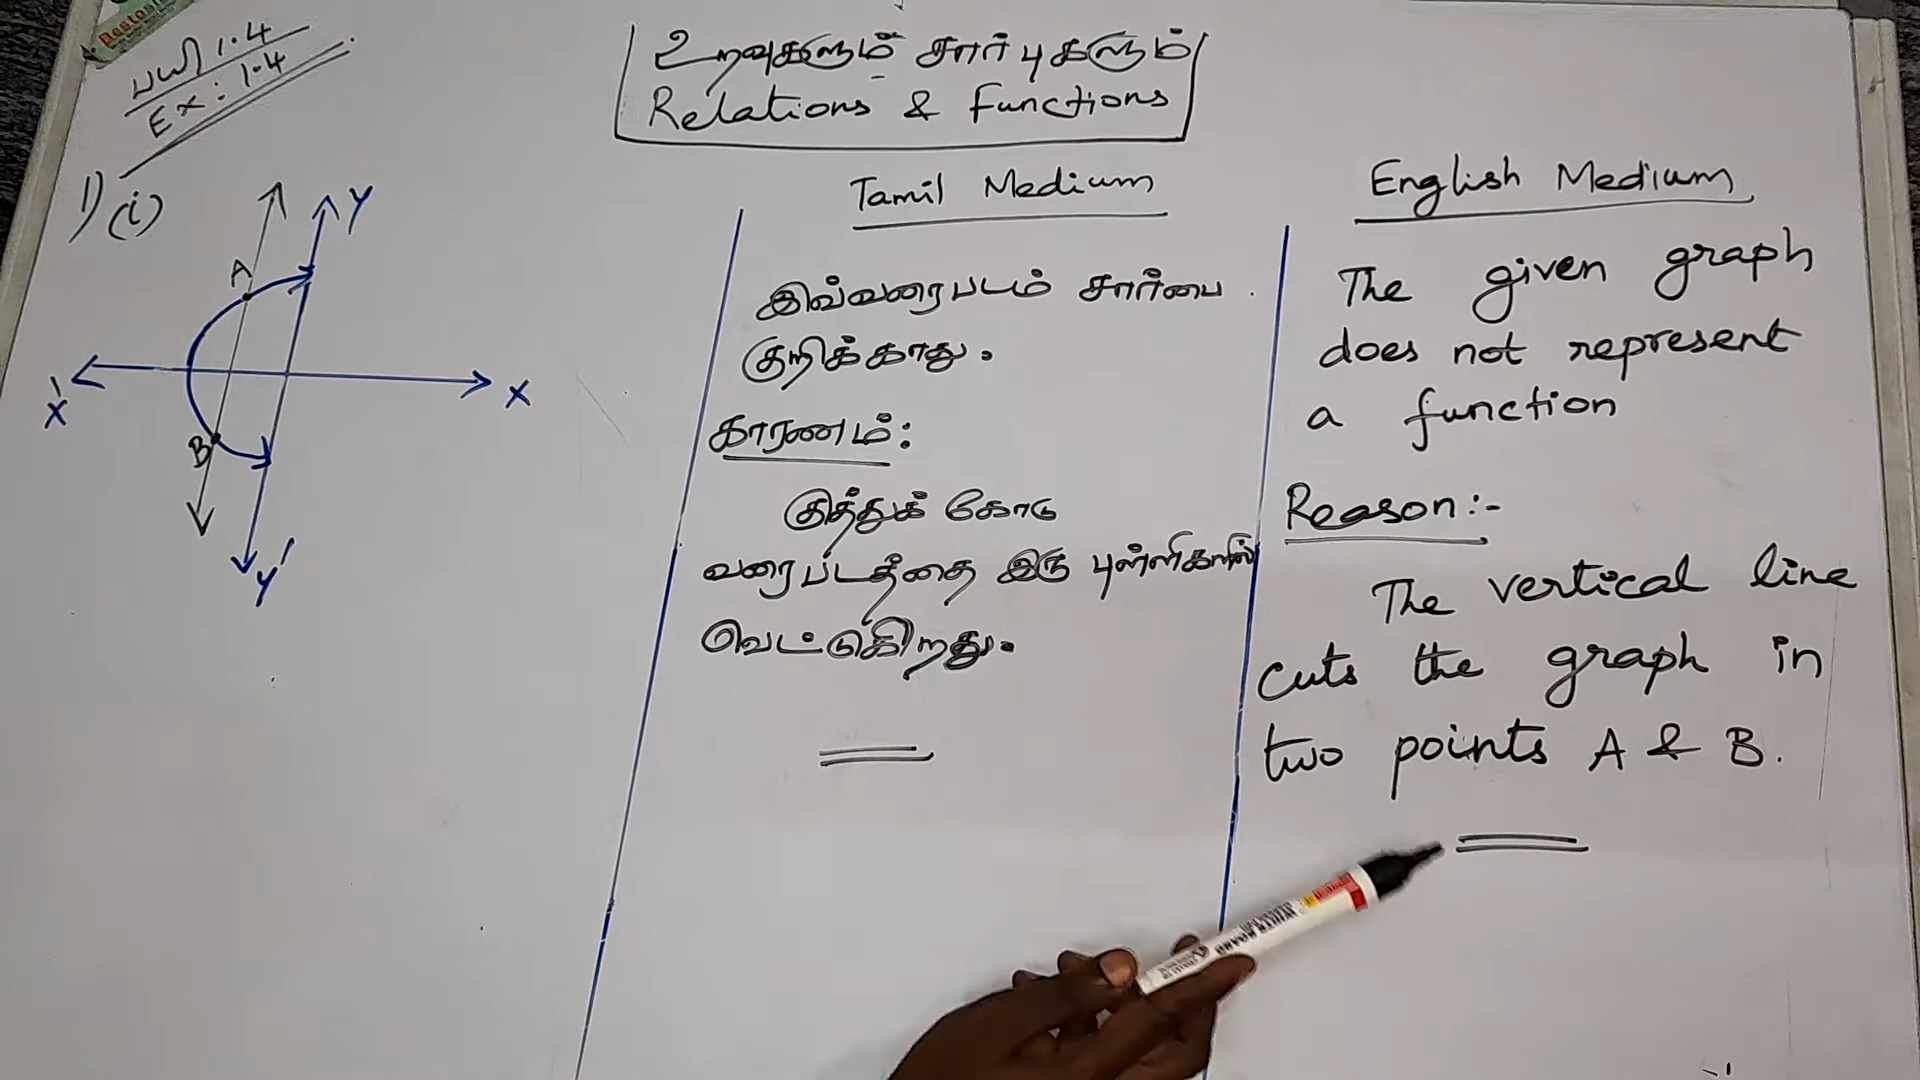 பயி 1.4
Ex: 1.4
உறவுகளும் சார்புகளும்
Relations & Functions
1) (i)
A
Y
X'
X
B
Y'
Tamil Medium
இவ்வரைபடம் சார்பை
குறிக்காது.
காரணம்:
குத்துக் கோடு
வரைப்படத்தை இரு புள்ளிகளில்
வெட்டுகிறது.
English Medium
The given graph
does not represent
a function
Reason:-
The vertical line
cuts the graph in
two points A & B.